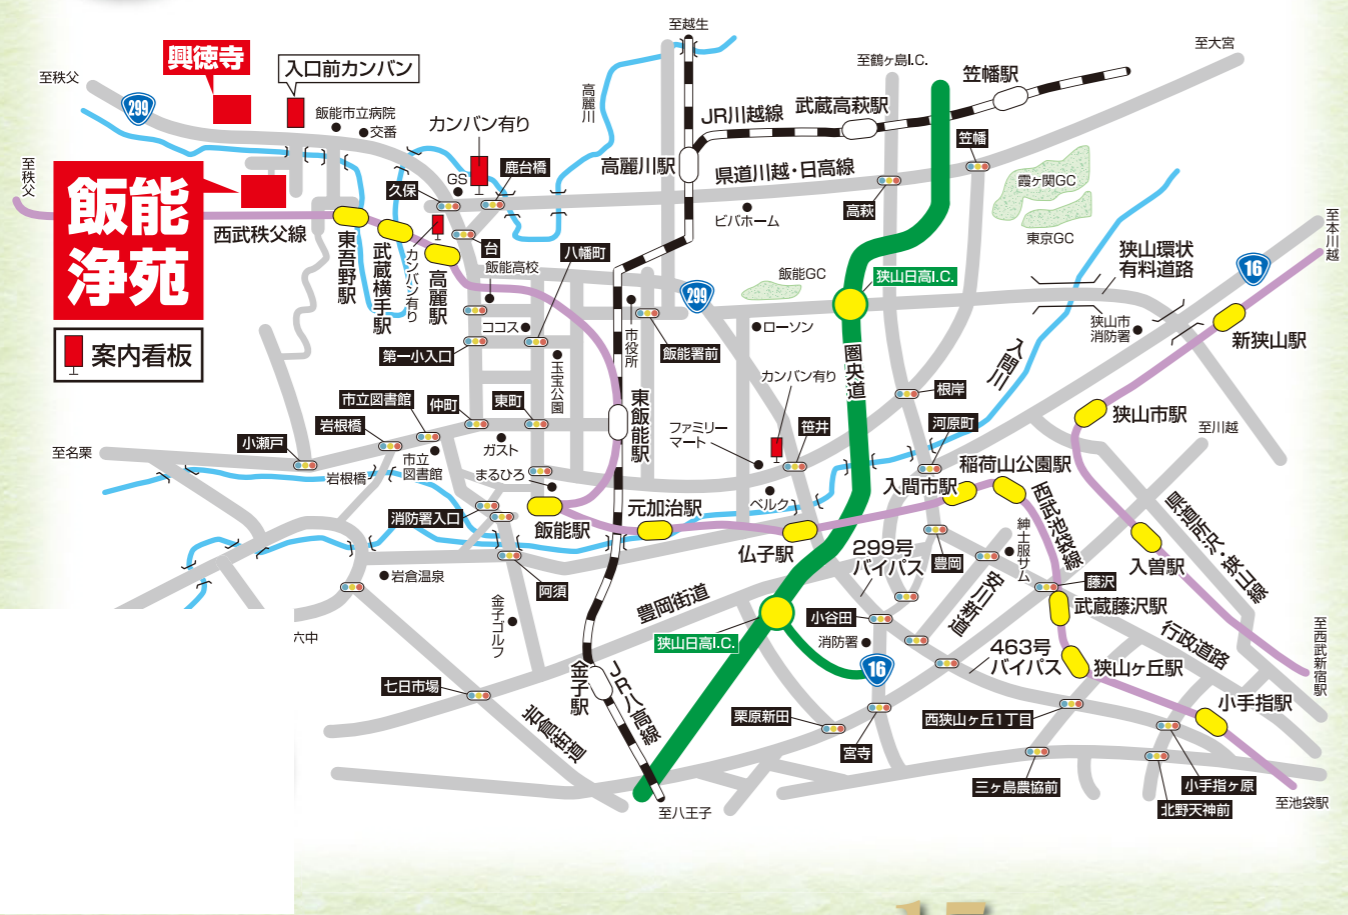 至越生
至大宮
至鶴ヶ島I.C.
笠幡駅
至秩父
299
興徳寺
入口前カンバン
飯能市立病院
交番
カンバン有り
高麗川
JR川越線
武蔵高萩駅
笠幡
至秩父
飯能
浄苑
久保
GS
鹿台橋
高麗川駅
県道川越・日高線
高萩
ビバホーム
霞ヶ関GC
東京GC
至本川越
西武秩父線
東吾野駅
武蔵横手駅
カンバン有り
高麗駅
台
飯能高校
八幡町
299
飯能GC
狭山日高I.C.
狭山環状
有料道路
16
案内看板
ココス
第一小入口
市役所
飯能署前
ローソン
圏央道
入間川
狭山市
消防署
新狭山駅
玉宝公園
カンバン有り
根岸
市立図書館
仲町
東町
東飯能駅
ファミリー
マート
笹井
河原町
狭山市駅
至川越
至名栗
小瀬戸
岩根橋
岩根橋
市立
図書館
ガスト
まるひろ
ベルク
入間市駅
稲荷山公園駅
西武池袋線
県道所沢・狭山線
消防署入口
飯能駅
元加治駅
仏子駅
299号
バイパス
豊岡
紳士服サム
入曽駅
岩倉温泉
阿須
金子ゴルフ
豊岡街道
狭山日高I.C.
小谷田
消防署
安川新道
藤沢
武蔵藤沢駅
行政道路
至西武新宿駅
六中
16
463号
バイパス
狭山ヶ丘駅
七日市場
岩倉街道
金子駅
JR八高線
栗原新田
宮寺
西狭山ヶ丘1丁目
小手指駅
三ヶ島農協前
小手指ヶ原
北野天神前
至八王子
至池袋駅